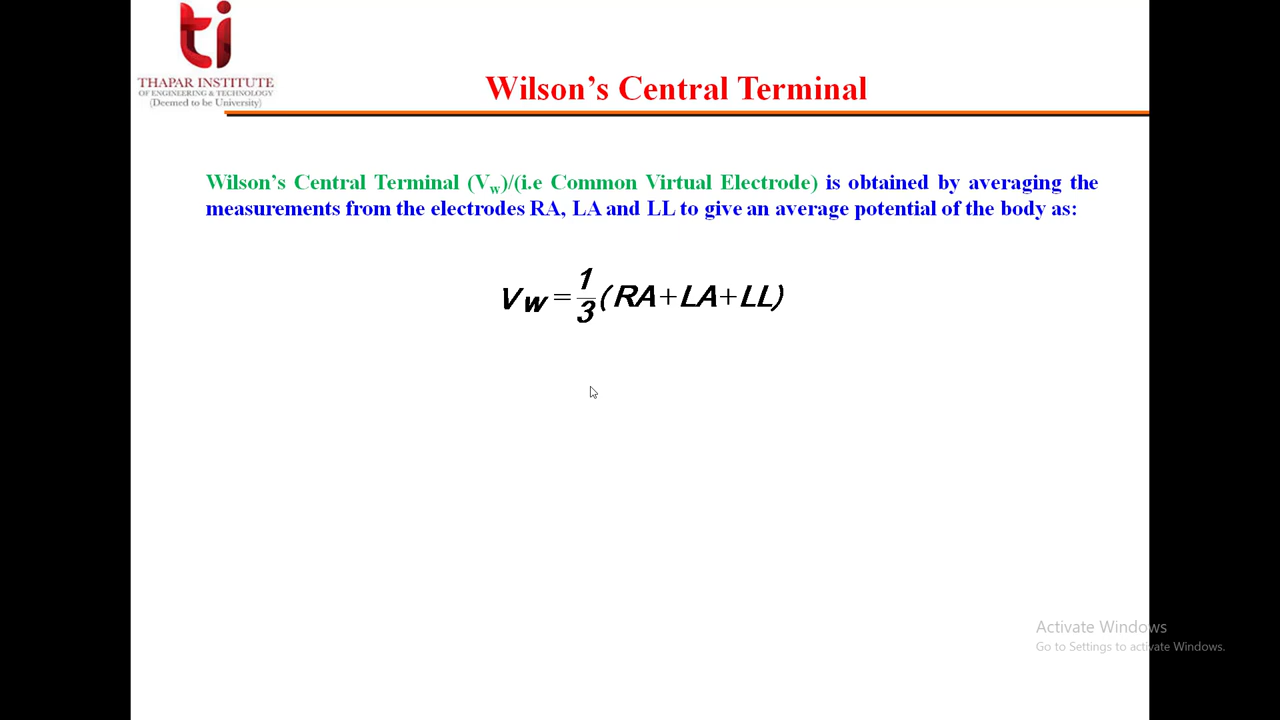 ti
THAPAR INSTITUTE
OF ENGINEERING & TECHNOLOGY
(Deemed to be University)
Wilson's Central Terminal
Wilson's Central Terminal (Vw)/(i.e Common Virtual Electrode) is obtained by averaging the
measurements from the electrodes RA, LA and LL to give an average potential of the body as:
Vw = 1/3 (RA+LA+LL)
Activate Windows
Go to Settings to activate Windows.